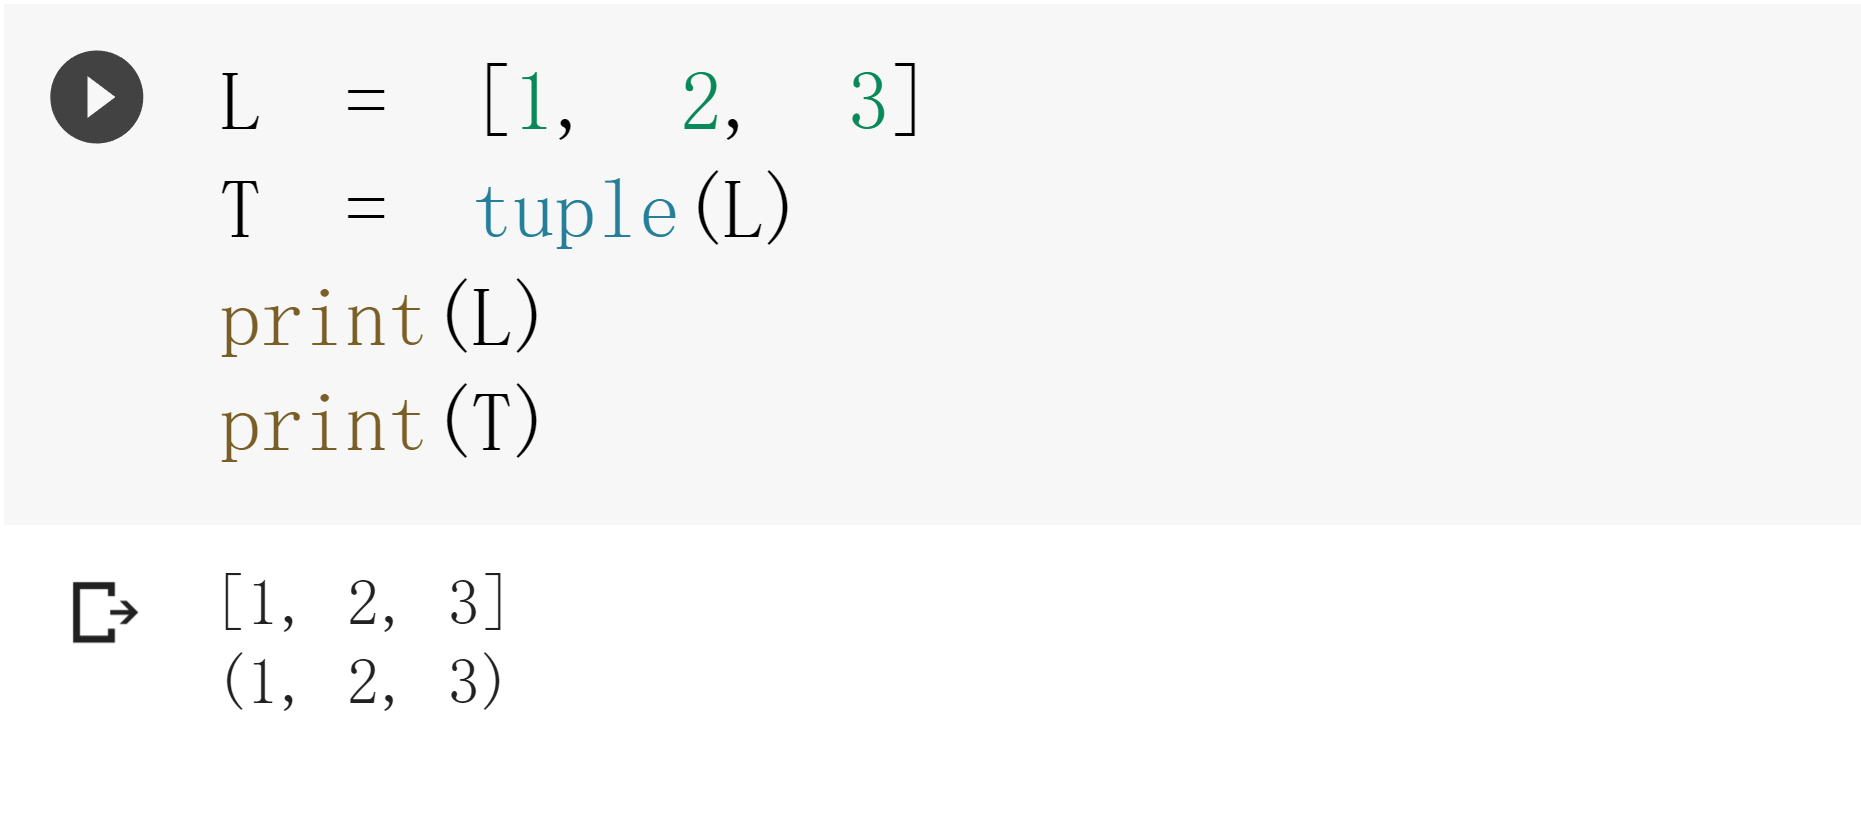 L = [1, 2, 3]
T = tuple(L)
print(L)
print(T)
[1, 2, 3]
(1, 2, 3)